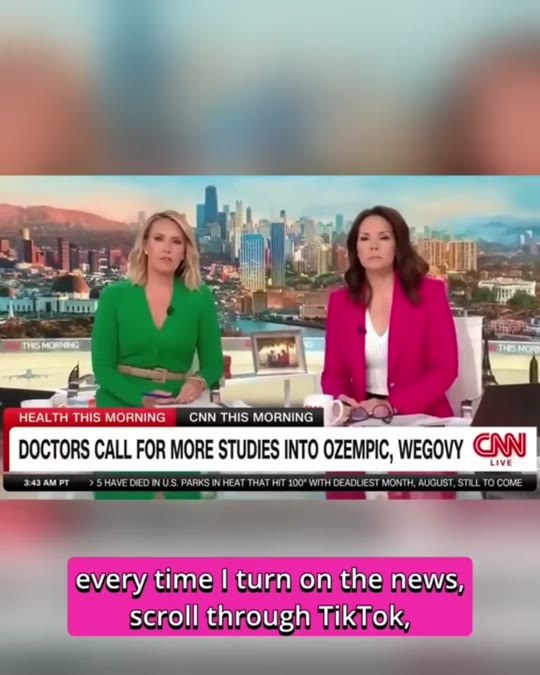 THIS MORNING
THIS MOR
HEALTH THIS MORNING
CNN THIS MORNING
DOCTORS CALL FOR MORE STUDIES INTO OZEMPIC, WEGOVY
CNN
LIVE
3:43 AM PT
> 5 HAVE DIED IN U.S. PARKS IN HEAT THAT HIT 100° WITH DEADLIEST MONTH, AUGUST, STILL TO COME
every time I turn on the news,
scroll through TikTok,